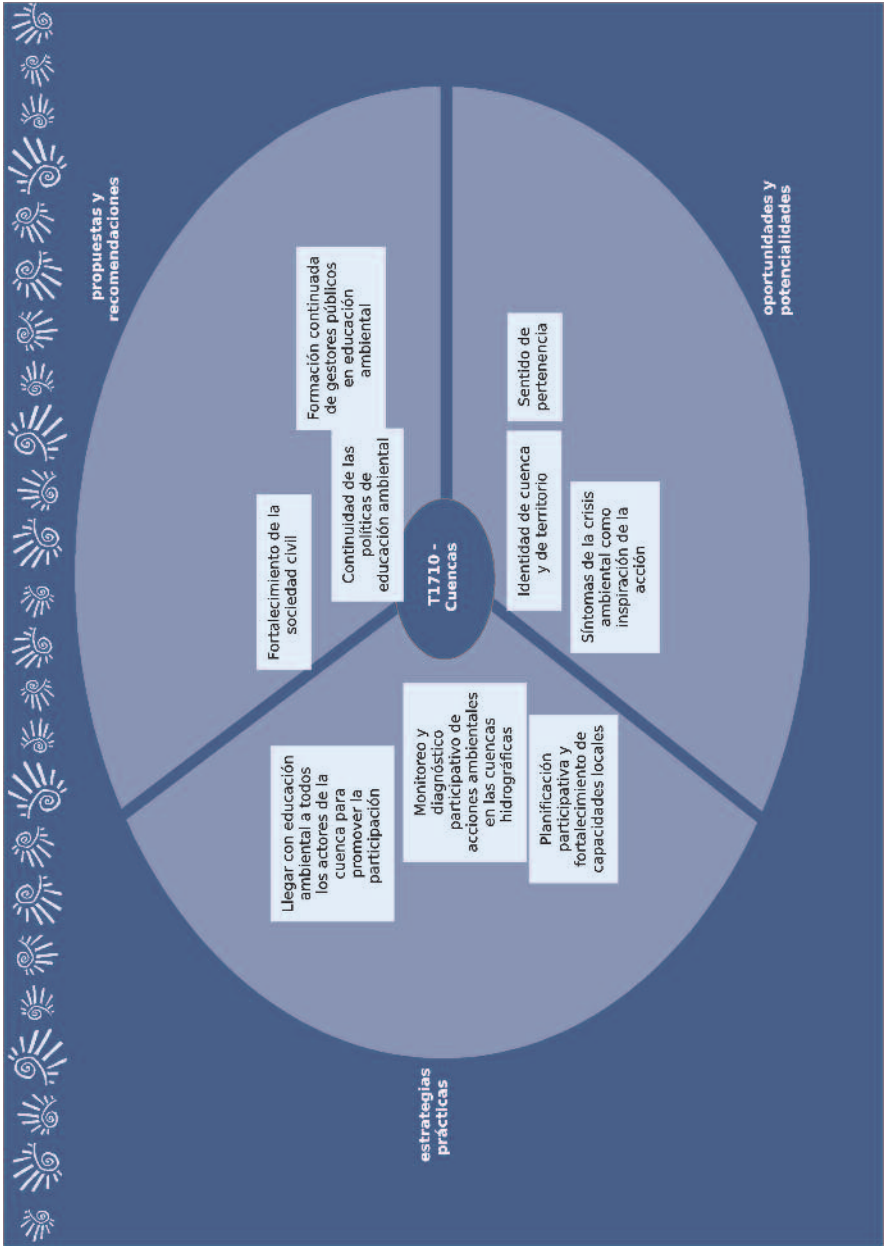 estrategias
prácticas
Llegar con educación
ambiental a todos
los actores de la
cuenca para
promover la
participación
Monitoreo y
diagnóstico
participativo de
acciones ambientales
en las cuencas
hidrográficas
Planificación
participativa y
fortalecimiento de
capacidades locales
T1710 -
Cuencas
propuestas y
recomendaciones
Fortalecimiento de la
sociedad civil
Continuidad de las
políticas de
educación ambiental
Formación continuada
de gestores públicos
en educación
ambiental
oportunidades y
potencialidades
Identidad de cuenca
y de territorio
Sentido de
pertenencia
Síntomas de la crisis
ambiental como
inspiración de la
acción